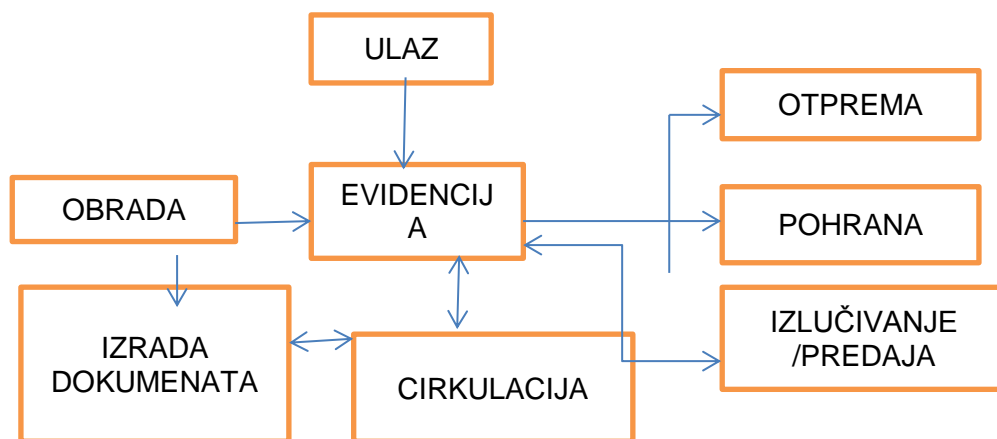 ULAZ
OTPREMA
OBRADA
EVIDENCIJ
A
POHRANA
IZRADA
DOKUMENATA
CIRKULACIJA
IZLUČIVANJE
/PREDAJA